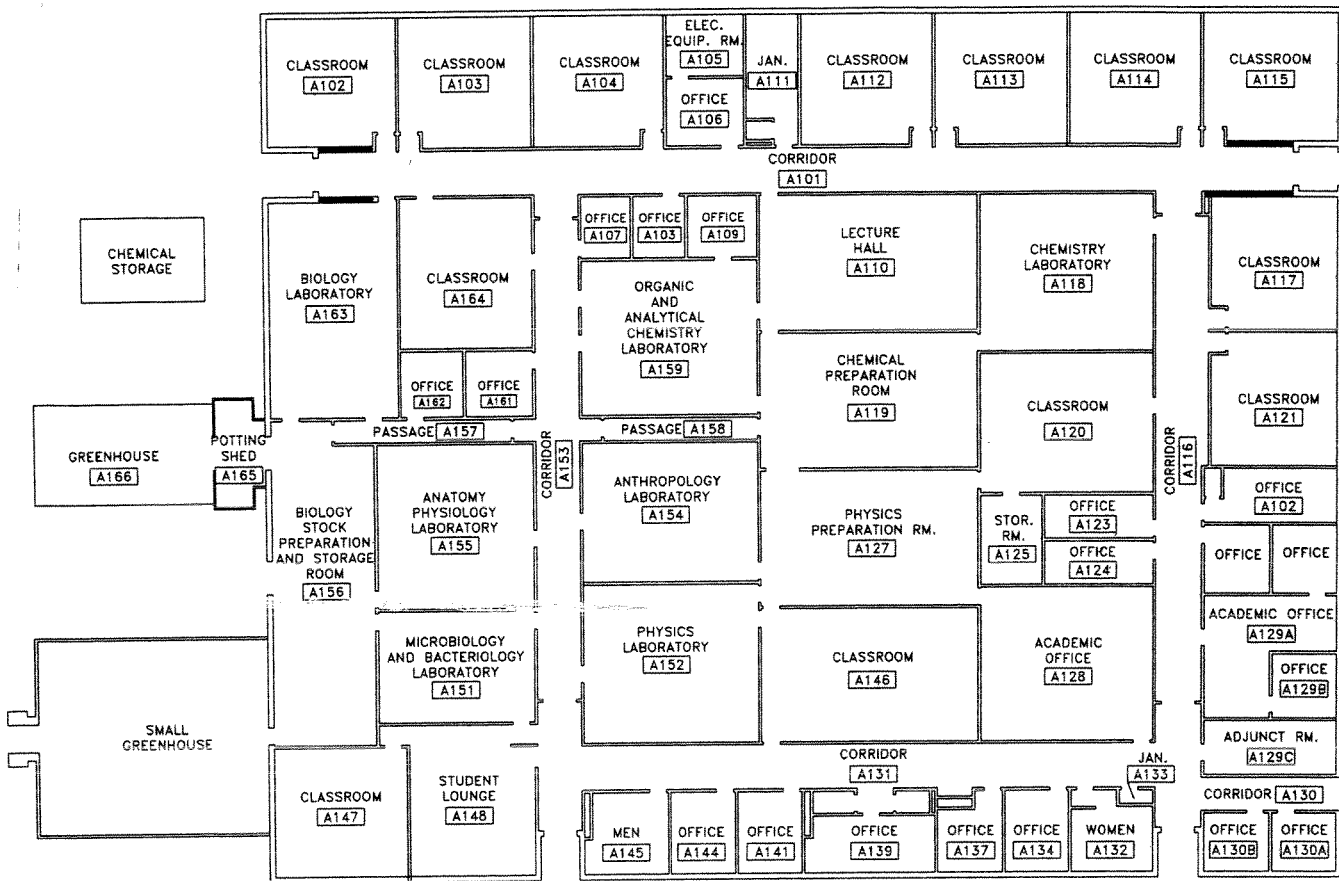 CLASSROOM
A102
CLASSROOM
A103
CLASSROOM
A104
ELEC.
EQUIP. RM.
A105
OFFICE
A106
JAN.
A111
CLASSROOM
A112
CLASSROOM
A113
CLASSROOM
A114
CLASSROOM
A115
CORRIDOR
A101
CHEMICAL
STORAGE
BIOLOGY
LABORATORY
A163
CLASSROOM
A164
OFFICE
A107
OFFICE
A103
OFFICE
A109
LECTURE
HALL
A110
CHEMISTRY
LABORATORY
A118
CLASSROOM
A117
ORGANIC
AND
ANALYTICAL
CHEMISTRY
LABORATORY
A159
CHEMICAL
PREPARATION
ROOM
A119
CLASSROOM
A120
CLASSROOM
A121
OFFICE
A162
OFFICE
A161
PASSAGE A157
PASSAGE A158
CORRIDOR
A153
CORRIDOR
A116
GREENHOUSE
A166
POTTING
SHED
A165
BIOLOGY
STOCK
PREPARATION
AND STORAGE
ROOM
A156
ANATOMY
PHYSIOLOGY
LABORATORY
A155
ANTHROPOLOGY
LABORATORY
A154
PHYSICS
PREPARATION RM.
A127
STOR.
RM.
A125
OFFICE
A123
OFFICE
A124
OFFICE
A102
OFFICE
OFFICE
ACADEMIC OFFICE
A129A
OFFICE
A129B
MICROBIOLOGY
AND BACTERIOLOGY
LABORATORY
A151
PHYSICS
LABORATORY
A152
CLASSROOM
A146
ACADEMIC
OFFICE
A128
SMALL
GREENHOUSE
ADJUNCT RM.
A129C
CORRIDOR
A131
JAN.
A133
CORRIDOR A130
CLASSROOM
A147
STUDENT
LOUNGE
A148
MEN
A145
OFFICE
A144
OFFICE
A141
OFFICE
A139
OFFICE
A137
OFFICE
A134
WOMEN
A132
OFFICE
A130B
OFFICE
A130A